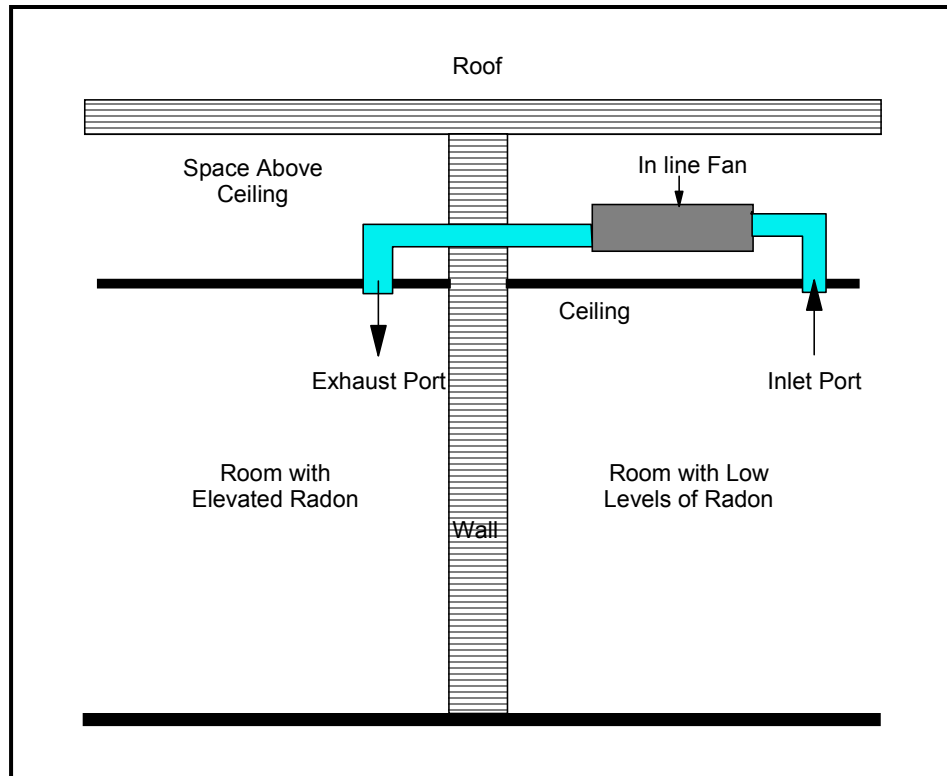 Roof
Space Above
Ceiling
In line Fan
Ceiling
Exhaust Port
Inlet Port
Room with
Elevated Radon
Room with Low
Levels of Radon
Wall